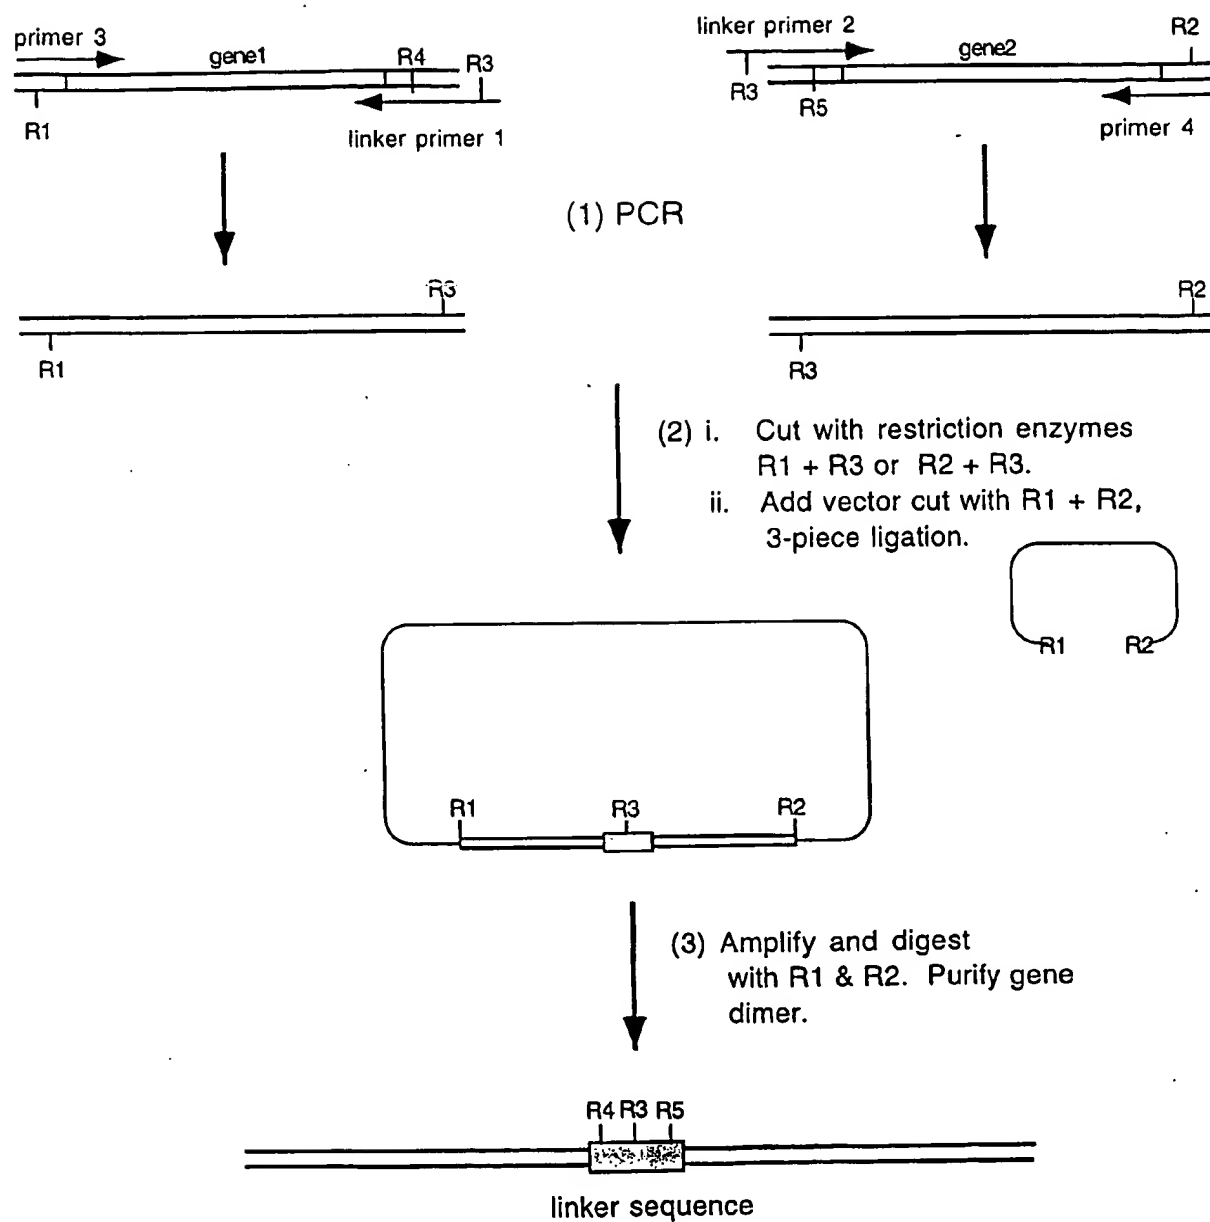 primer 3
gene1
R4
R3
R1
linker primer 1
linker primer 2
gene2
R2
R3
R5
primer 4
(1) PCR
R3
R1
R2
R3
(2) i. Cut with restriction enzymes
R1 + R3 or R2 + R3.
ii. Add vector cut with R1 + R2,
3-piece ligation.
R1
R2
R1
R3
R2
(3) Amplify and digest
with R1 & R2. Purify gene
dimer.
R4 R3 R5
linker sequence